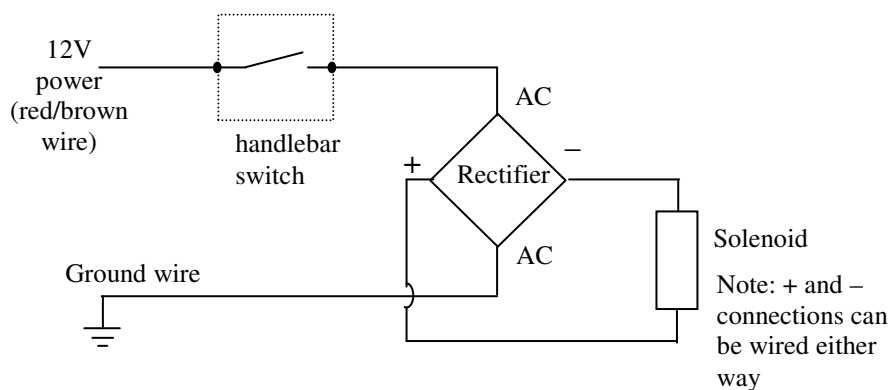 12V
power
(red/brown
wire)
handlebar
switch
AC
+
–
Rectifier
AC
Ground wire
Solenoid
Note: + and –
connections can
be wired either
way